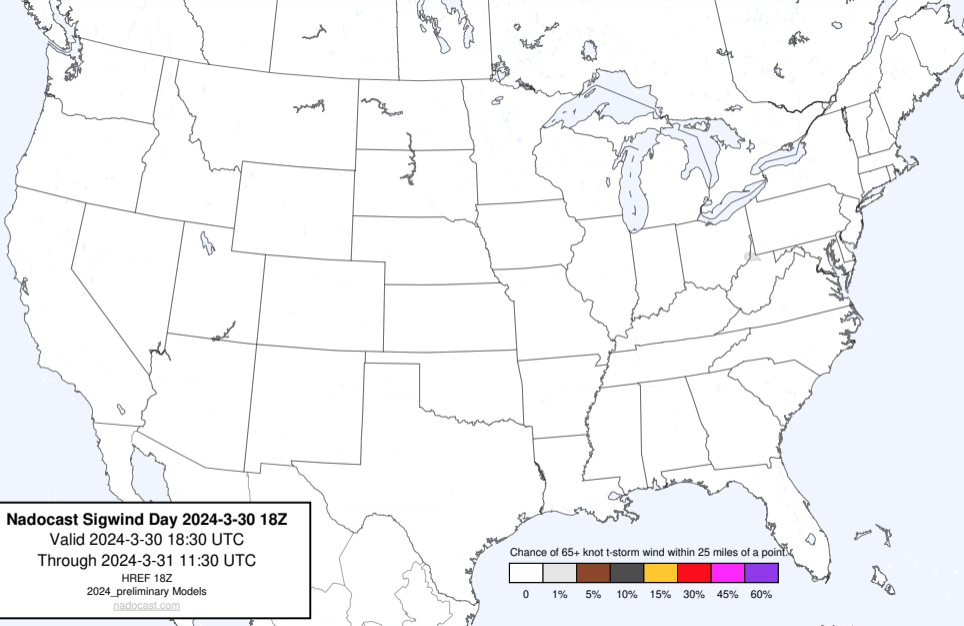 Nadocast Sigwind Day 2024-3-30 18Z
Valid 2024-3-30 18:30 UTC
Through 2024-3-31 11:30 UTC
HREF 18Z
2024_preliminary Models
nadocast.com
Chance of 65+ knot t-storm wind within 25 miles of a point.
0 1% 5% 10% 15% 30% 45% 60%